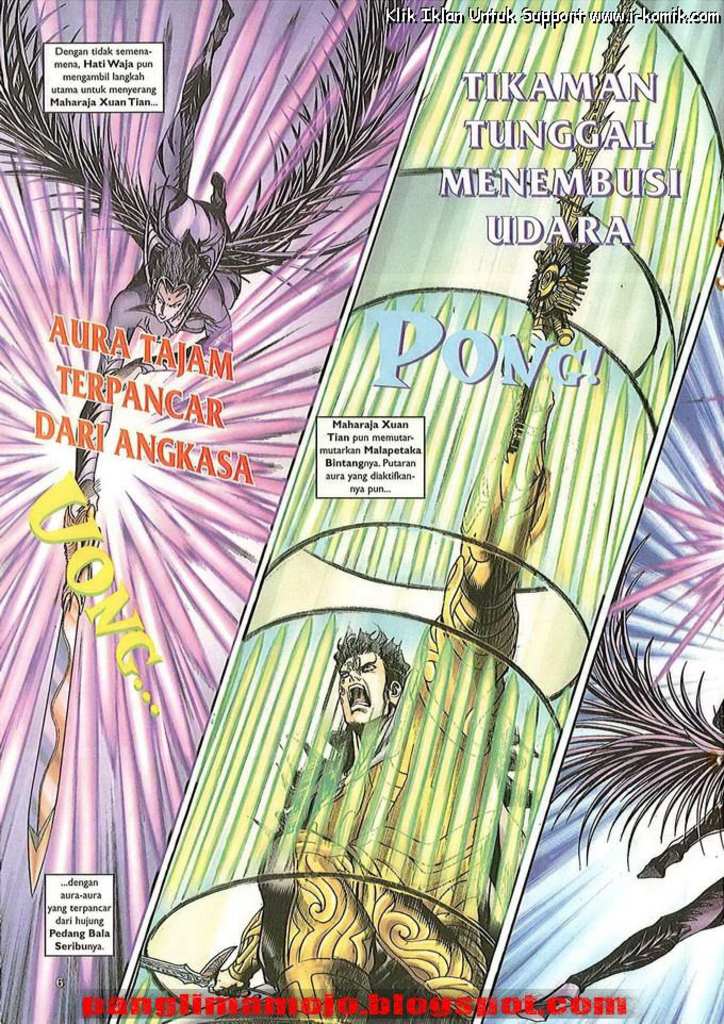 Klik Iklan Untuk Support www.i-komik.com
Dengan tidak semena-
mena, Hati Waja pun
mengambil langkah
utama untuk menyerang
Maharaja Xuan Tian...
TIKAMAN
TUNGGAL
MENEMBUSI
UDARA
AURA TAJAM
TERPANCAR
DARI ANGKASA
PONG!
Maharaja Xuan
Tian pun memutar-
mutarkan Malapetaka
Bintangnya. Putaran
aura yang diaktifkan-
nya pun...
UONG...
...dengan
aura-aura
yang terpancar
dari hujung
Pedang Bala
Seribunya.
6
panglimamojo.blogspot.com